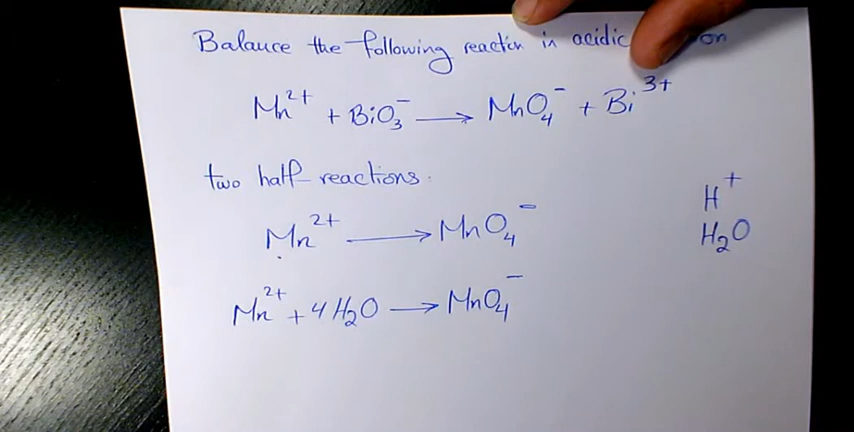 Balance the following reaction in acidic on
Mn²⁺ + BiO₃⁻ → MnO₄⁻ + Bi³⁺
two half-reactions.
Mn²⁺ → MnO₄⁻
H⁺
H₂O
Mn²⁺ + 4H₂O → MnO₄⁻